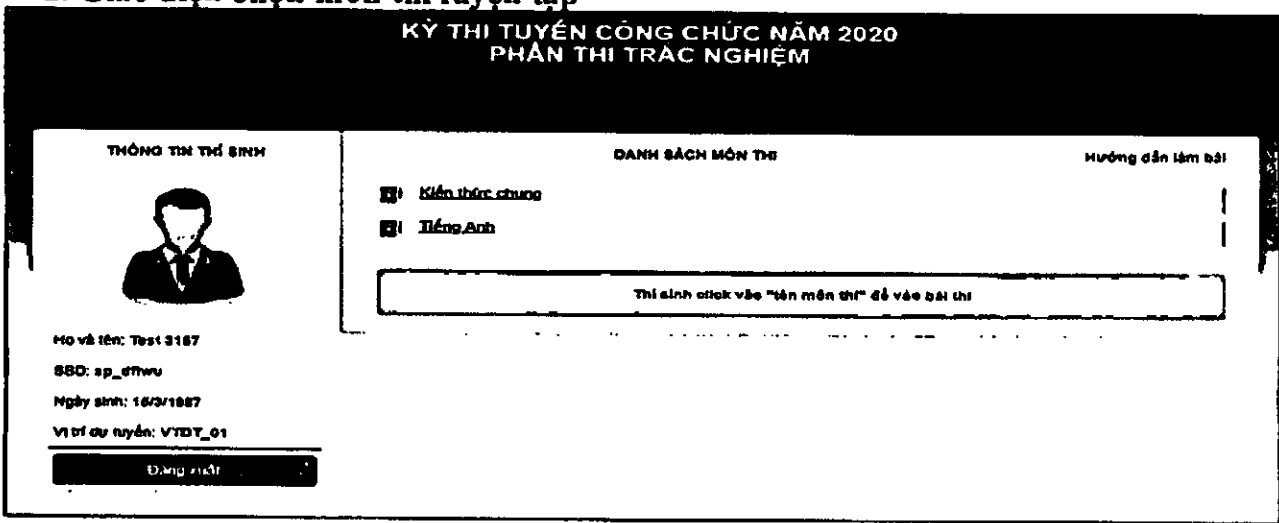 KỲ THI TUYỂN CÔNG CHỨC NĂM 2020
PHẦN THI TRẮC NGHIỆM
THÔNG TIN THÍ SINH
DANH SÁCH MÔN THI
Hướng dẫn làm bài
Kiến thức chung
Tiếng Anh
Thí sinh click vào "tên môn thi" để vào bài thi
Họ và tên: Test 3167
SBD:
Ngày sinh: 16/3/1987
Vị trí dự tuyển: VTDT_01
Đăng xuất